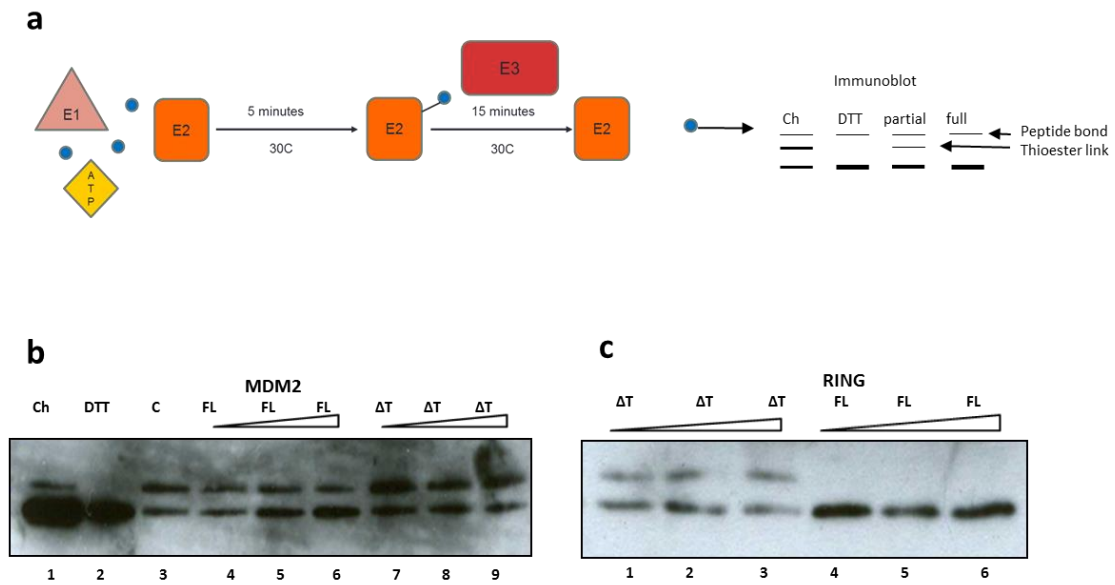 a
E1
A
T
P
E2
5 minutes
30C
E2
E3
15 minutes
30C
E2
Immunoblot
Ch DTT partial full
Peptide bond
Thioester link
b
MDM2
Ch DTT C FL FL FL ΔT ΔT ΔT
1 2 3 4 5 6 7 8 9
c
RING
ΔT ΔT ΔT FL FL FL
1 2 3 4 5 6